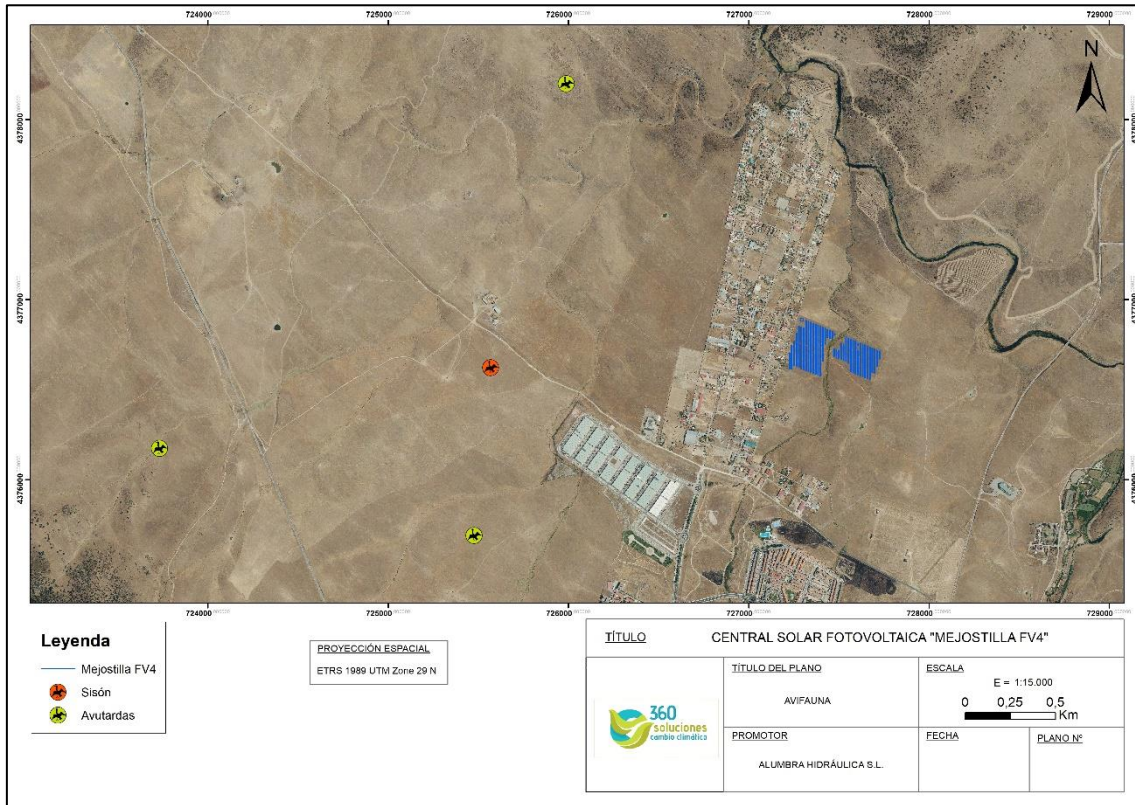 724000 725000 726000 727000 728000 729000
N
4378000 4378000
4377000 4377000
4376000 4376000
724000 725000 726000 727000 728000 729000
Leyenda
Mejostilla FV4
Sisón
Avutardas
PROYECCIÓN ESPACIAL
ETRS 1989 UTM Zone 29 N
TÍTULO CENTRAL SOLAR FOTOVOLTAICA "MEJOSTILLA FV4"
360
soluciones
cambio climático
TÍTULO DEL PLANO
AVIFAUNA
ESCALA
E = 1:15.000
0 0,25 0,5
Km
PROMOTOR
ALUMBRA HIDRÁULICA S.L.
FECHA
PLANO Nº